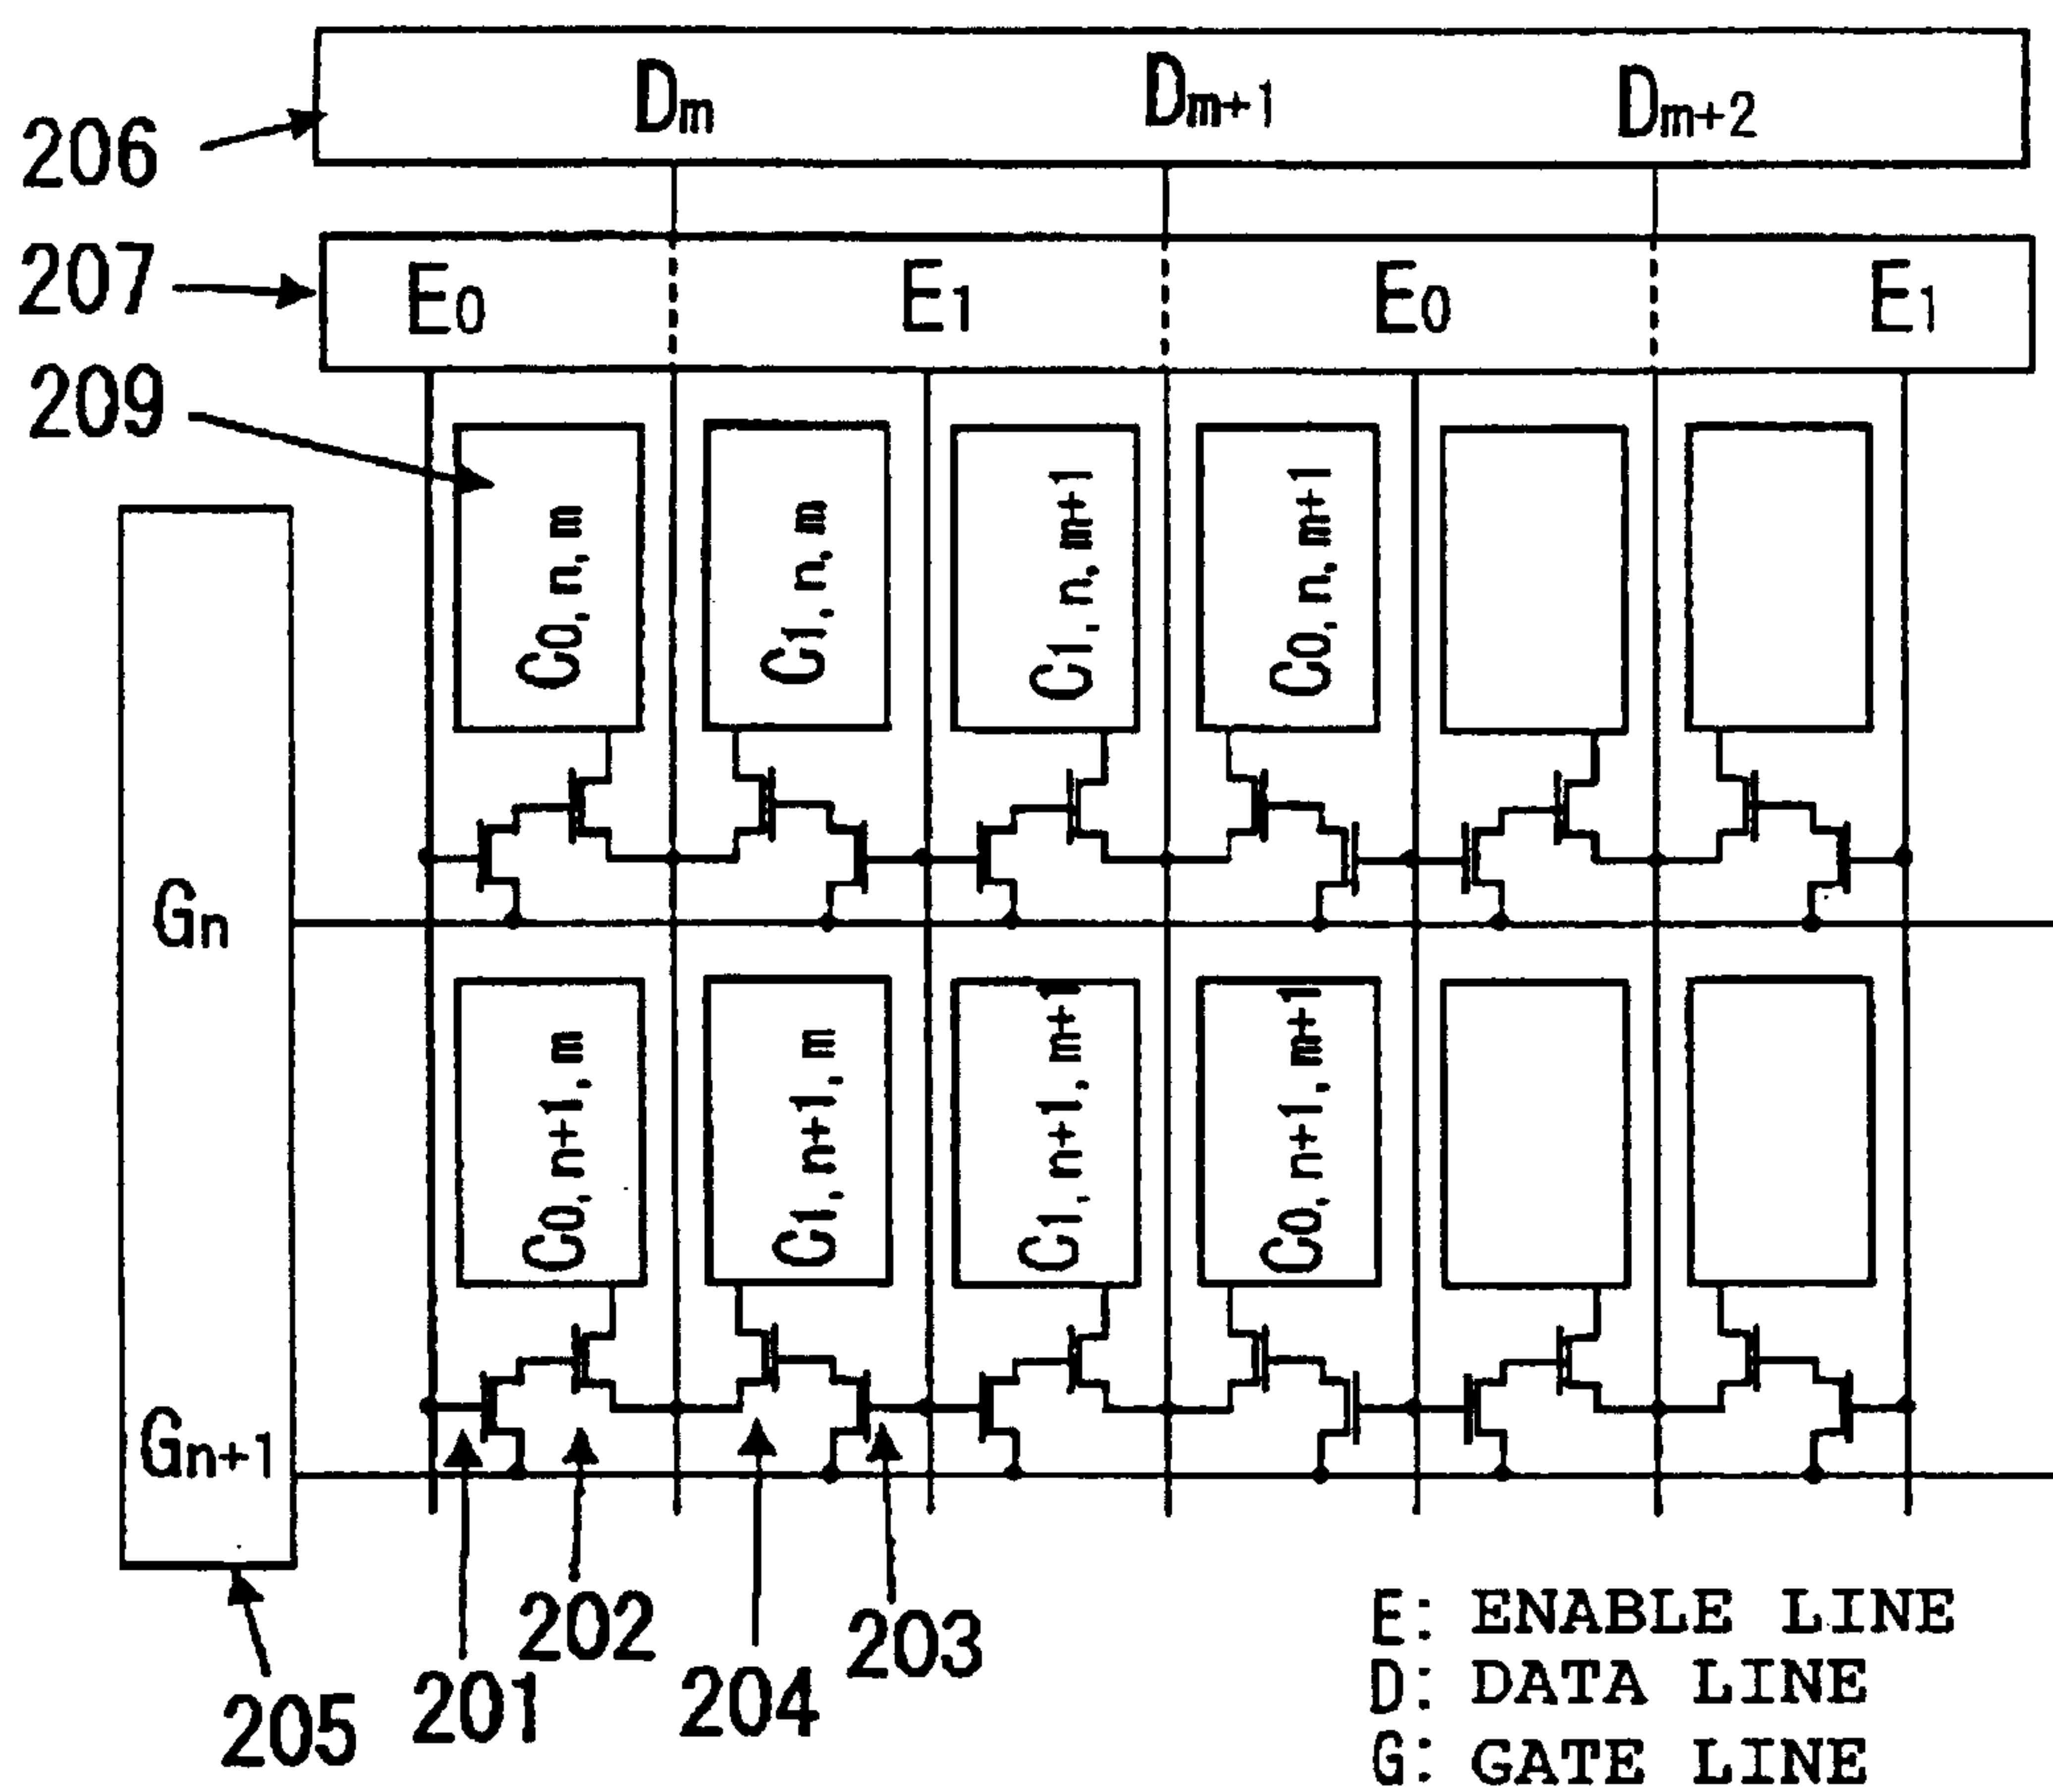 Dm Dm+1 Dm+2
206
207
E0 E1 E0 E1
209
C0, n, m
C1, n, m
C1, n, m+1
C0, n, m+1
Gn
C0, n+1, m
C1, n+1, m
C1, n+1, m+1
C0, n+1, m+1
Gn+1
201
202
204
203
205
E: ENABLE LINE
D: DATA LINE
G: GATE LINE